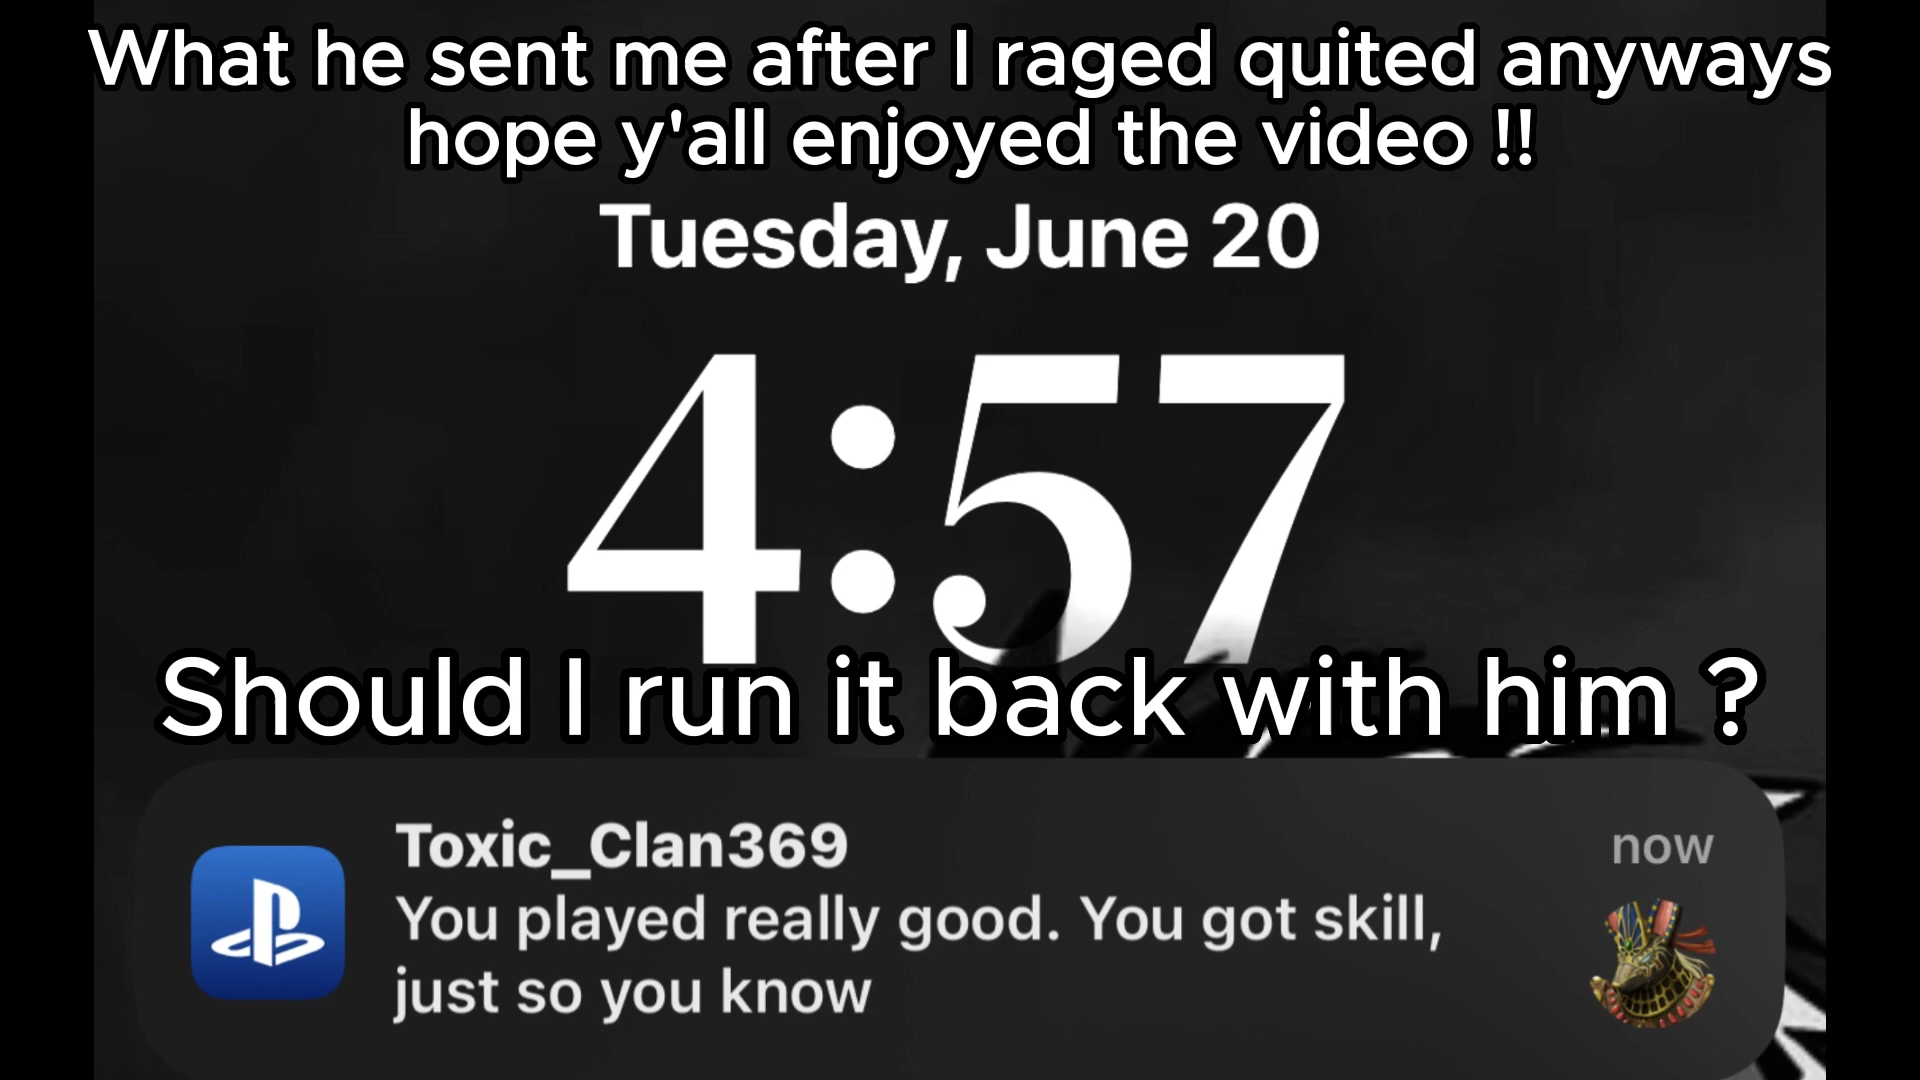 What he sent me after I raged quited anyways
hope y'all enjoyed the video !!
Tuesday, June 20
4:57
Should I run it back with him ?
Toxic_Clan369
now
You played really good. You got skill,
just so you know